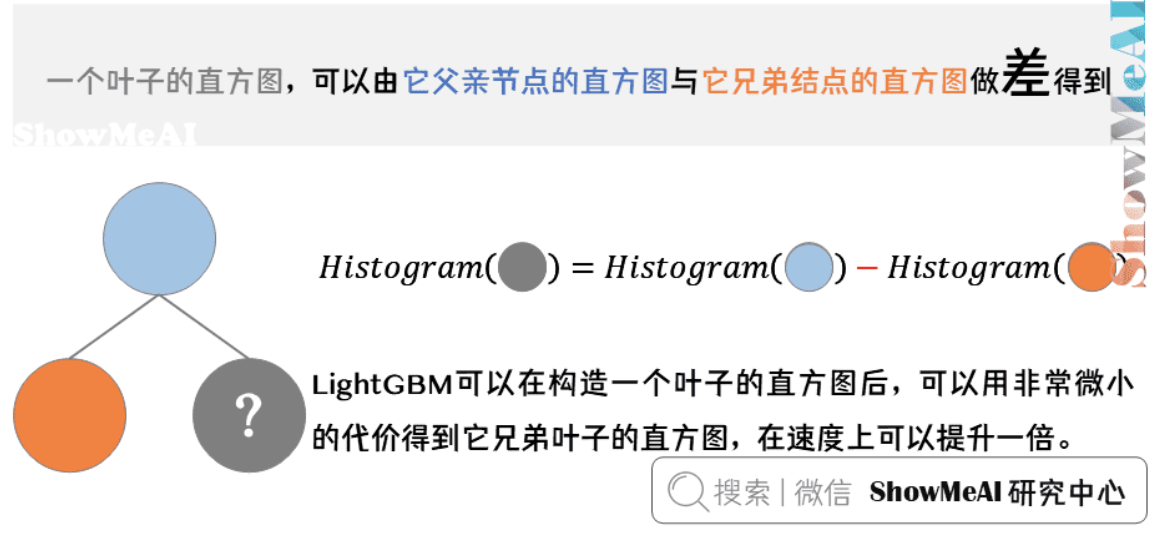 一个叶子的直方图，可以由它父亲节点的直方图与它兄弟结点的直方图做差得到
ShowMeAI
ShowMeAI
Histogram( ) = Histogram( ) − Histogram( )
?
LightGBM可以在构造一个叶子的直方图后，可以用非常微小
的代价得到它兄弟叶子的直方图，在速度上可以提升一倍。
搜索 | 微信 ShowMeAI 研究中心